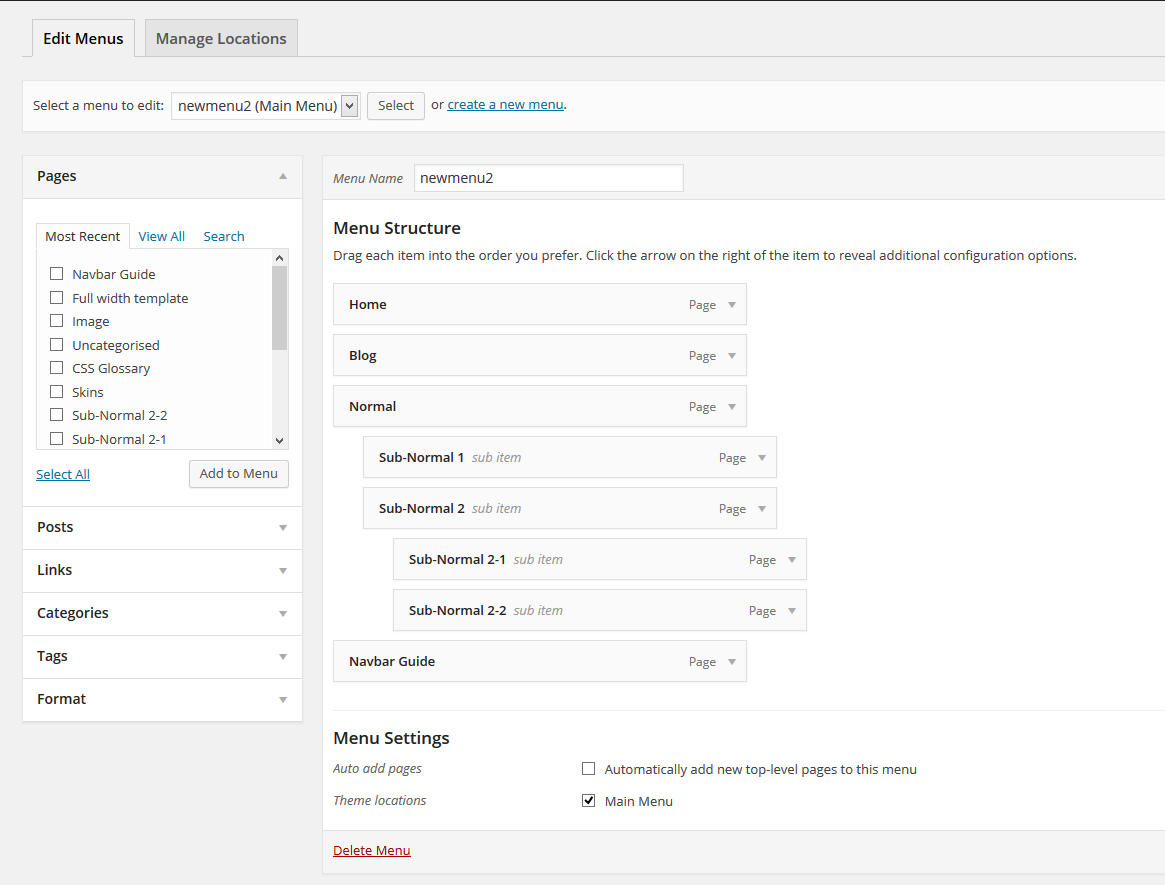 Edit Menus Manage Locations
Select a menu to edit: newmenu2 (Main Menu) Select or create a new menu.
Pages
Most Recent View All Search
Navbar Guide
Full width template
Image
Uncategorised
CSS Glossary
Skins
Sub-Normal 2-2
Sub-Normal 2-1
Select All Add to Menu
Posts
Links
Categories
Tags
Format
Menu Name newmenu2
Menu Structure
Drag each item into the order you prefer. Click the arrow on the right of the item to reveal additional configuration options.
Home Page
Blog Page
Normal Page
Sub-Normal 1 sub item Page
Sub-Normal 2 sub item Page
Sub-Normal 2-1 sub item Page
Sub-Normal 2-2 sub item Page
Navbar Guide Page
Menu Settings
Auto add pages Automatically add new top-level pages to this menu
Theme locations Main Menu
Delete Menu